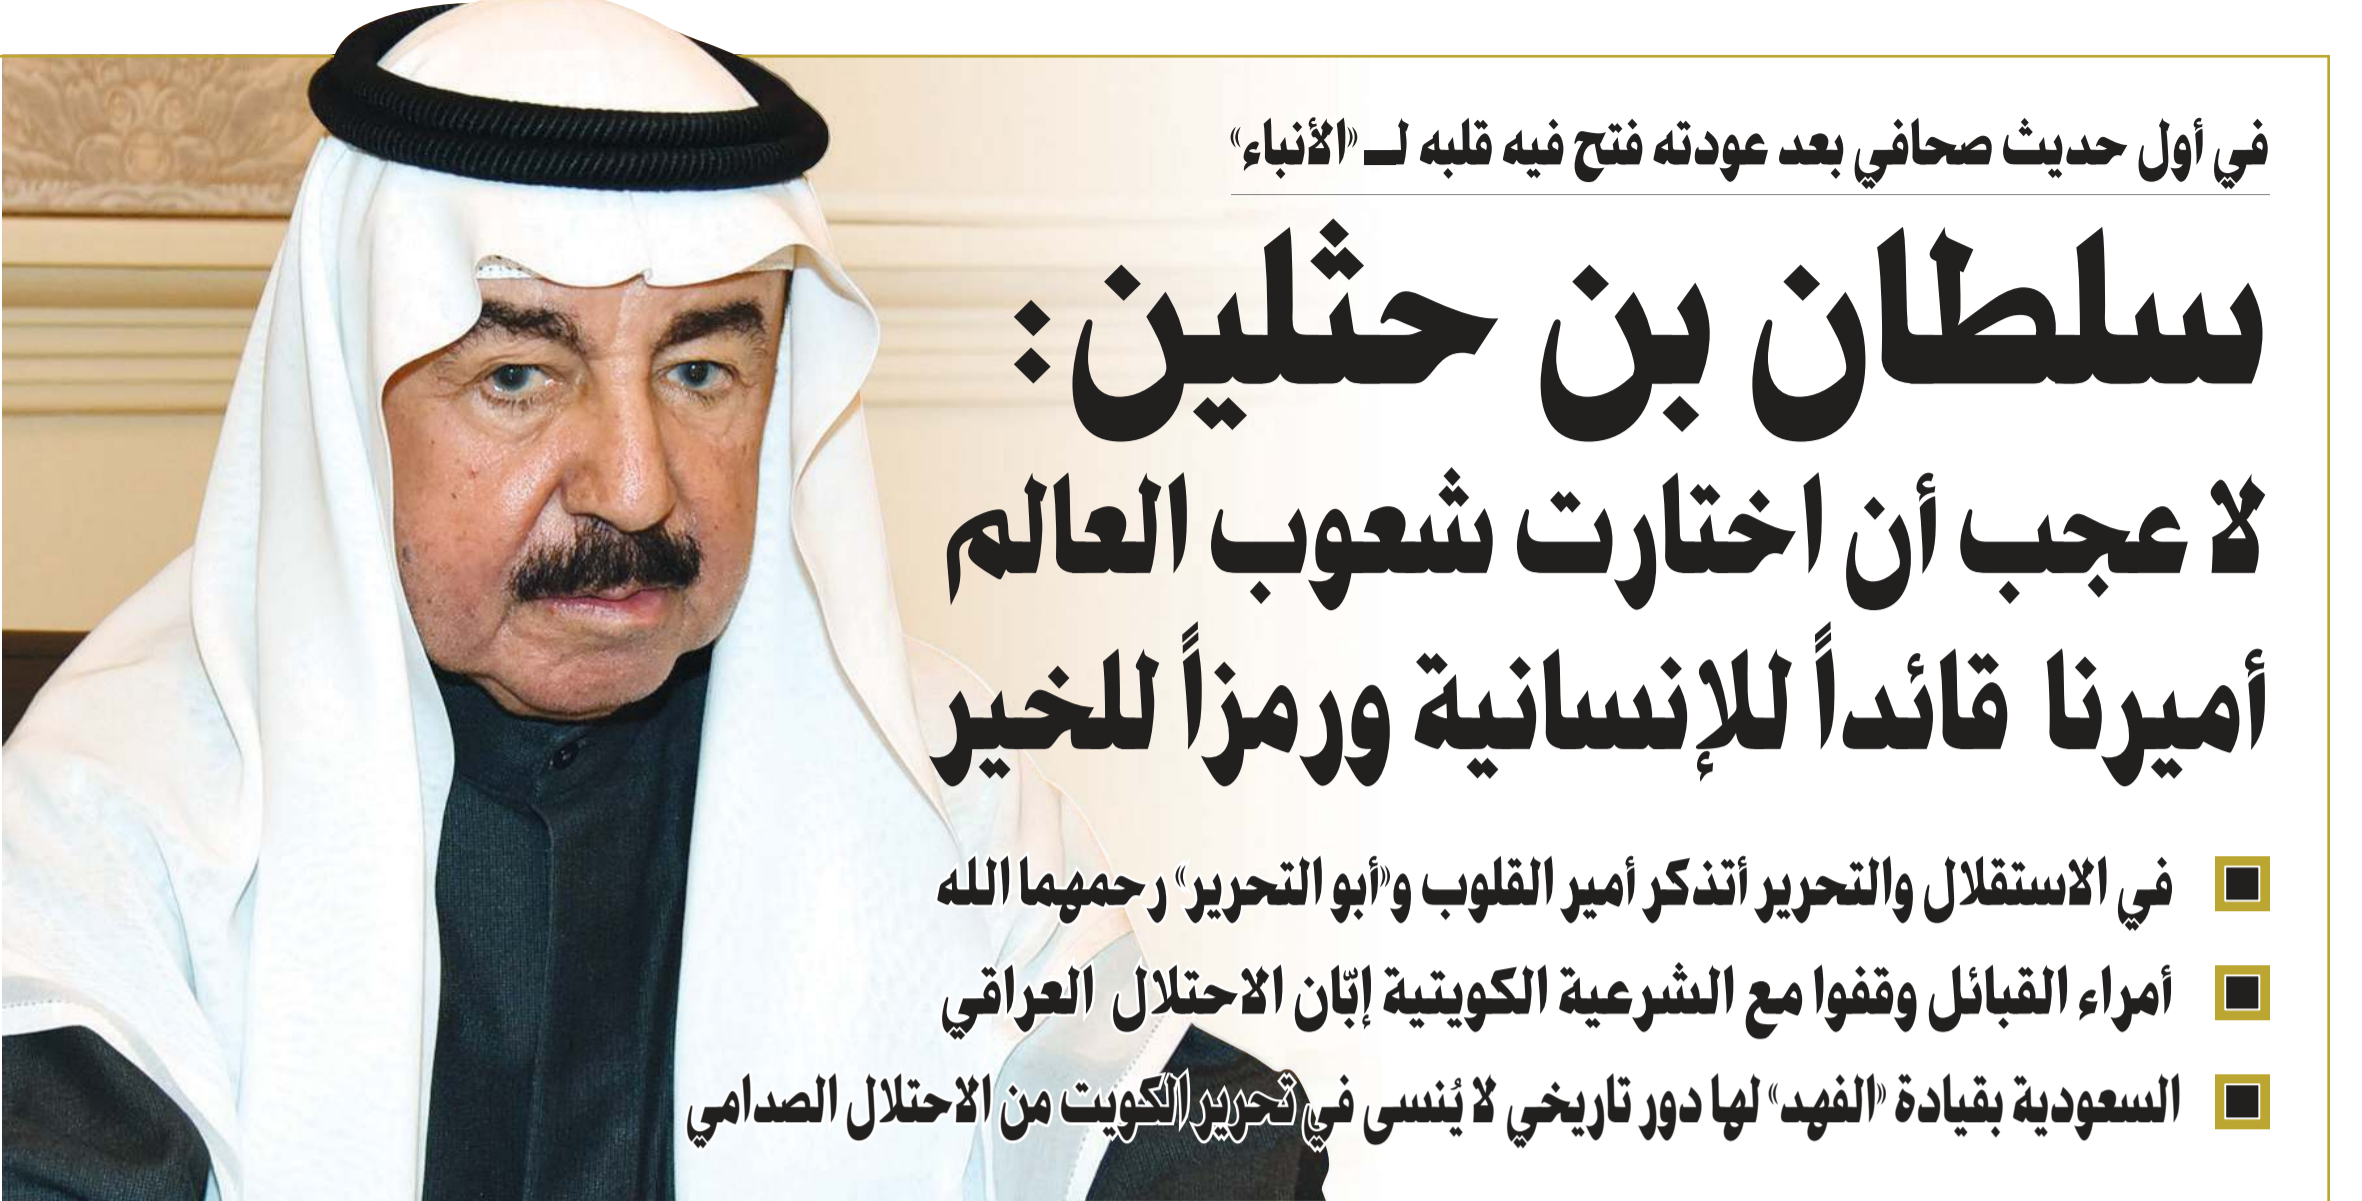 في أول حديث صحافي بعد عودته فتح فيه قلبه لـ «الأنباء»
سلطان بن حثلين:
لا عجب أن اختارت شعوب العالم
أميرنا قائداً للإنسانية ورمزاً للخير
في الاستقلال والتحرير أتذكر أمير القلوب و«أبو التحرير» رحمهما الله
أمراء القبائل وقفوا مع الشرعية الكويتية إبّان الاحتلال العراقي
السعودية بقيادة «الفهد» لها دور تاريخي لا يُنسى في تحرير الكويت من الاحتلال الصدامي